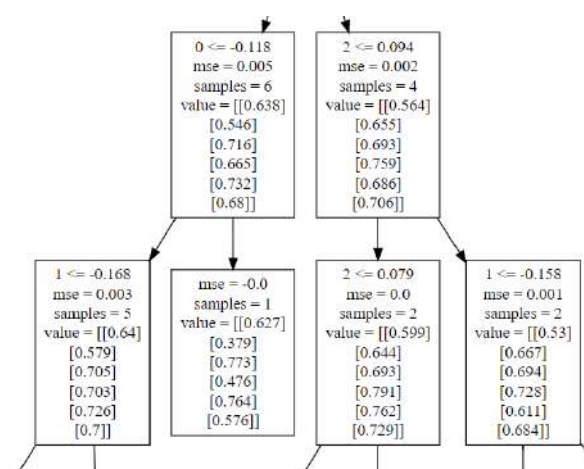 0 <= -0.118
mse = 0.005
samples = 6
value = [[0.638]
[0.546]
[0.716]
[0.665]
[0.732]
[0.68]]
2 <= 0.094
mse = 0.002
samples = 4
value = [[0.564]
[0.655]
[0.693]
[0.759]
[0.686]
[0.706]]
1 <= -0.168
mse = 0.003
samples = 5
value = [[0.64]
[0.579]
[0.705]
[0.703]
[0.726]
[0.7]]
mse = -0.0
samples = 1
value = [[0.627]
[0.379]
[0.773]
[0.476]
[0.764]
[0.576]]
2 <= 0.079
mse = 0.0
samples = 2
value = [[0.599]
[0.644]
[0.693]
[0.791]
[0.762]
[0.729]]
1 <= -0.158
mse = 0.001
samples = 2
value = [[0.53]
[0.667]
[0.694]
[0.728]
[0.611]
[0.684]]